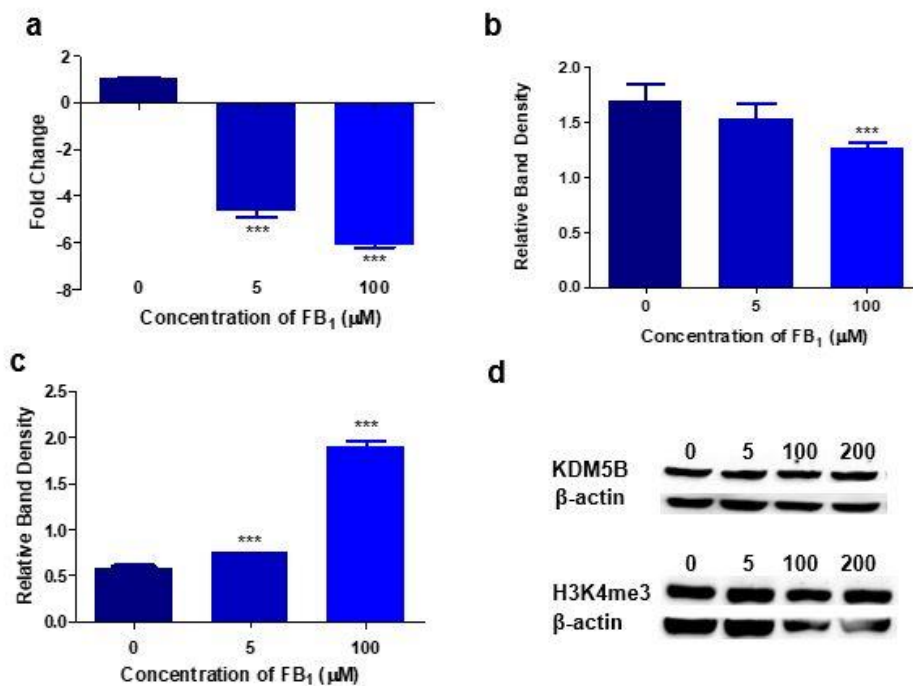 a
Fold Change
2
0
-2
-4
-6
-8
***
***
0 5 100
Concentration of FB1 (µM)
b
Relative Band Density
2.0
1.5
1.0
0.5
0.0
***
0 5 100
Concentration of FB1 (µM)
c
Relative Band Density
2.5
2.0
1.5
1.0
0.5
0.0
***
***
0 5 100
Concentration of FB1 (µM)
d
0 5 100 200
KDM5B
β-actin
0 5 100 200
H3K4me3
β-actin